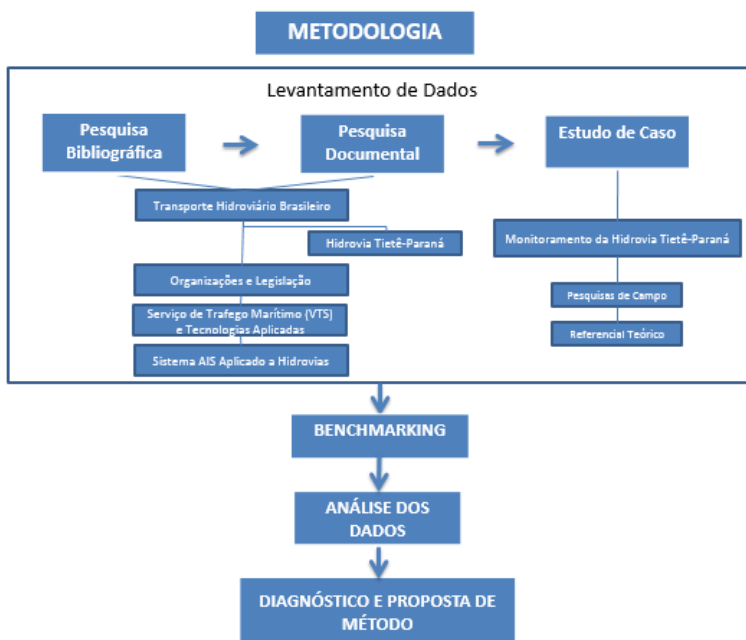 METODOLOGIA
Levantamento de Dados
Pesquisa
Bibliográfica
Pesquisa
Documental
Estudo de Caso
Transporte Hidroviário Brasileiro
Hidrovia Tietê-Paraná
Organizações e Legislação
Serviço de Trafego Marítimo (VTS)
e Tecnologias Aplicadas
Sistema AIS Aplicado a Hidrovias
Monitoramento da Hidrovia Tietê-Paraná
Pesquisas de Campo
Referencial Teórico
BENCHMARKING
ANÁLISE DOS
DADOS
DIAGNÓSTICO E PROPOSTA DE
MÉTODO